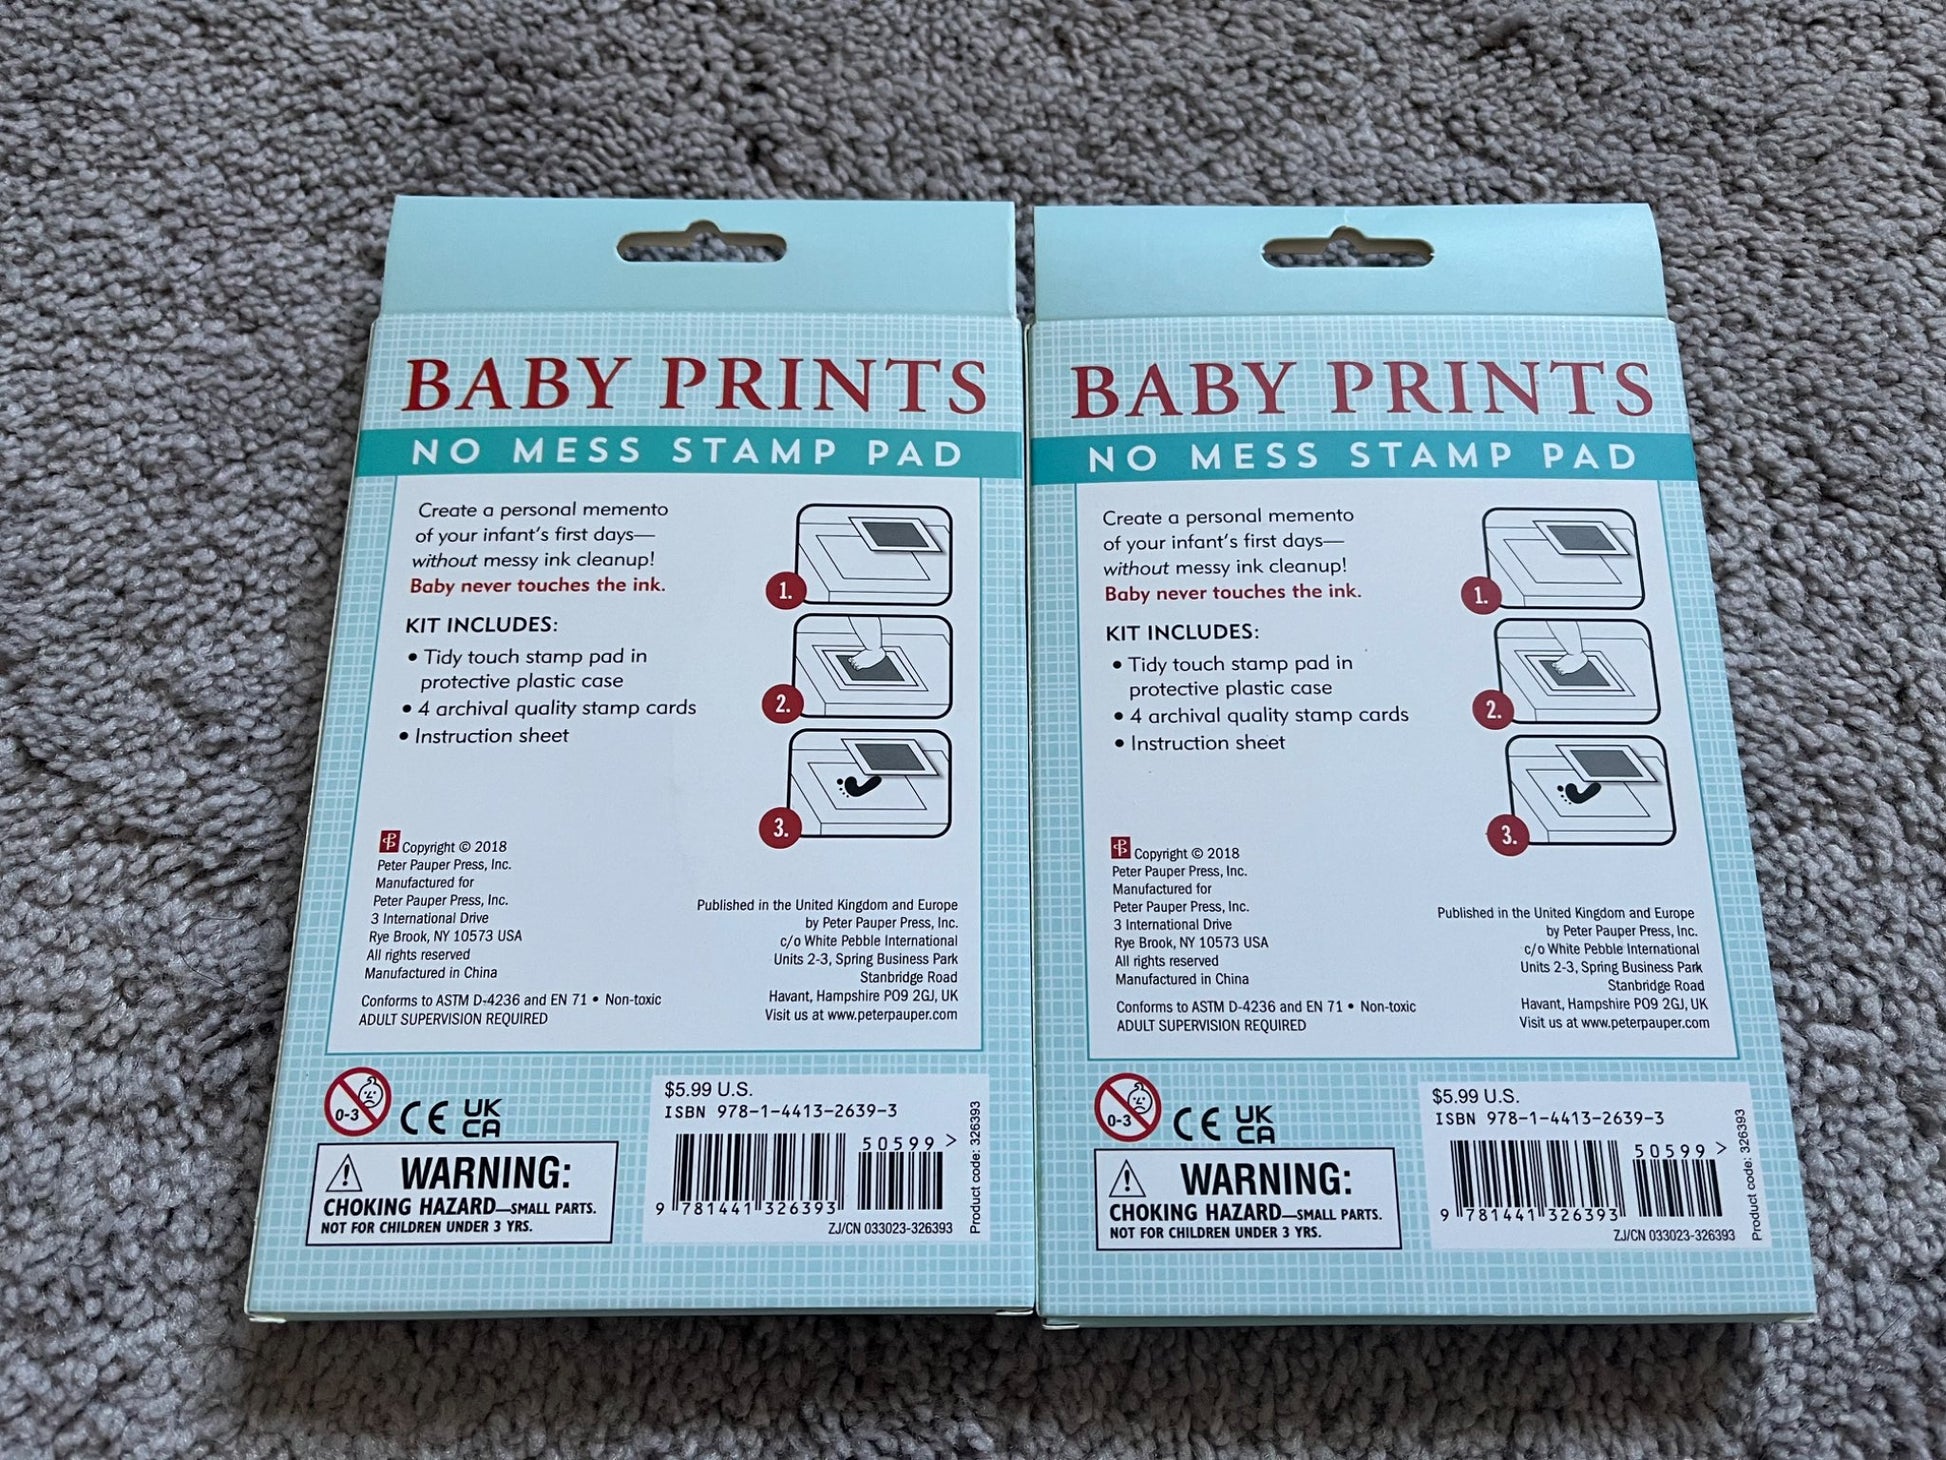 BABY PRINTS
NO MESS STAMP PAD
Create a personal memento
of your infant's first days—
without messy ink cleanup!
Baby never touches the ink.
KIT INCLUDES:
• Tidy touch stamp pad in
protective plastic case
• 4 archival quality stamp cards
• Instruction sheet
1.
2.
3.
Copyright © 2018
Peter Pauper Press, Inc.
Manufactured for
Peter Pauper Press, Inc.
3 International Drive
Rye Brook, NY 10573 USA
All rights reserved
Manufactured in China
Conforms to ASTM D-4236 and EN 71 • Non-toxic
ADULT SUPERVISION REQUIRED
Published in the United Kingdom and Europe
by Peter Pauper Press, Inc.
c/o White Pebble International
Units 2-3, Spring Business Park
Stanbridge Road
Havant, Hampshire PO9 2GJ, UK
Visit us at www.peterpauper.com
0-3
CE
UK
CA
WARNING:
CHOKING HAZARD—SMALL PARTS.
NOT FOR CHILDREN UNDER 3 YRS.
$5.99 U.S.
ISBN 978-1-4413-2639-3
50599>
9 781441 326393
ZJ/CN 033023-326393
Product code: 326393
BABY PRINTS
NO MESS STAMP PAD
Create a personal memento
of your infant's first days—
without messy ink cleanup!
Baby never touches the ink.
KIT INCLUDES:
• Tidy touch stamp pad in
protective plastic case
• 4 archival quality stamp cards
• Instruction sheet
1.
2.
3.
Copyright © 2018
Peter Pauper Press, Inc.
Manufactured for
Peter Pauper Press, Inc.
3 International Drive
Rye Brook, NY 10573 USA
All rights reserved
Manufactured in China
Conforms to ASTM D-4236 and EN 71 • Non-toxic
ADULT SUPERVISION REQUIRED
Published in the United Kingdom and Europe
by Peter Pauper Press, Inc.
c/o White Pebble International
Units 2-3, Spring Business Park
Stanbridge Road
Havant, Hampshire PO9 2GJ, UK
Visit us at www.peterpauper.com
0-3
CE
UK
CA
WARNING:
CHOKING HAZARD—SMALL PARTS.
NOT FOR CHILDREN UNDER 3 YRS.
$5.99 U.S.
ISBN 978-1-4413-2639-3
50599>
9 781441 326393
ZJ/CN 033023-326393
Product code: 326393